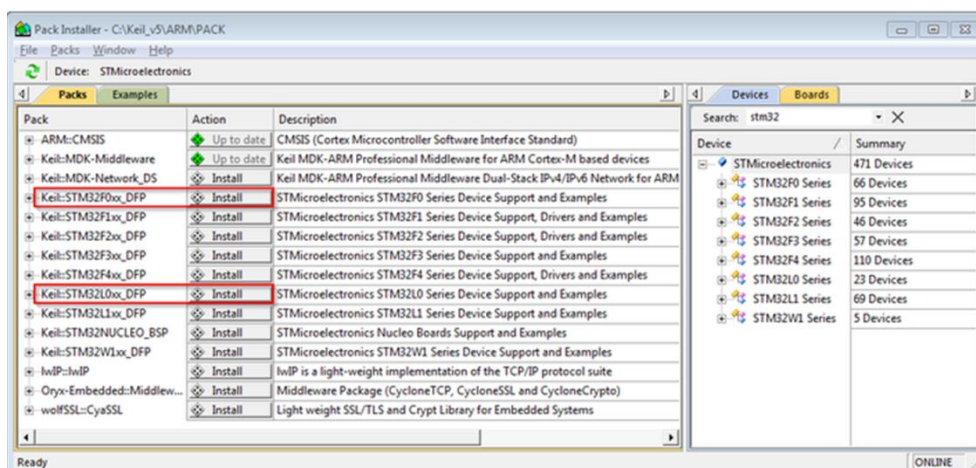 Pack Installer - C:\Keil_v5\ARM\PACK
File Packs Window Help
Device: STMicroelectronics
Packs Examples
Pack Action Description
ARM::CMSIS Up to date CMSIS (Cortex Microcontroller Software Interface Standard)
Keil::MDK-Middleware Up to date Keil MDK-ARM Professional Middleware for ARM Cortex-M based devices
Keil::MDK-Network_DS Install Keil MDK-ARM Professional Middleware Dual-Stack IPv4/IPv6 Network for ARM
Keil::STM32F0xx_DFP Install STMicroelectronics STM32F0 Series Device Support and Examples
Keil::STM32F1xx_DFP Install STMicroelectronics STM32F1 Series Device Support, Drivers and Examples
Keil::STM32F2xx_DFP Install STMicroelectronics STM32F2 Series Device Support, Drivers and Examples
Keil::STM32F3xx_DFP Install STMicroelectronics STM32F3 Series Device Support and Examples
Keil::STM32F4xx_DFP Install STMicroelectronics STM32F4 Series Device Support, Drivers and Examples
Keil::STM32L0xx_DFP Install STMicroelectronics STM32L0 Series Device Support and Examples
Keil::STM32L1xx_DFP Install STMicroelectronics STM32L1 Series Device Support and Examples
Keil::STM32NUCLEO_BSP Install STMicroelectronics Nucleo Boards Support and Examples
Keil::STM32W1xx_DFP Install STMicroelectronics STM32W1 Series Device Support and Examples
lwIP::lwIP Install lwIP is a light-weight implementation of the TCP/IP protocol suite
Oryx-Embedded::Middlew... Install Middleware Package (CycloneTCP, CycloneSSL and CycloneCrypto)
wolfSSL::CyaSSL Install Light weight SSL/TLS and Crypt Library for Embedded Systems
Devices Boards
Search: stm32
Device Summary
STMicroelectronics 471 Devices
STM32F0 Series 66 Devices
STM32F1 Series 95 Devices
STM32F2 Series 46 Devices
STM32F3 Series 57 Devices
STM32F4 Series 110 Devices
STM32L0 Series 23 Devices
STM32L1 Series 69 Devices
STM32W1 Series 5 Devices
Ready ONLINE